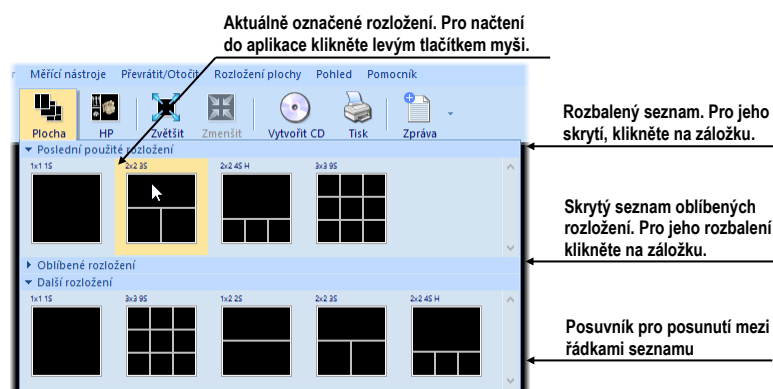 Aktuálně označené rozložení. Pro načtení
do aplikace klikněte levým tlačítkem myši.
Měřící nástroje Převrátit/Otočit Rozložení plochy Pohled Pomocník
Plocha HP Zvětšit Zmenšit Vytvořit CD Tisk Zpráva
Rozbalený seznam. Pro jeho
skrytí, klikněte na záložku.
Poslední použité rozložení
1x1 1S 2x2 3S 2x2 4S H 3x3 9S
Skrytý seznam oblíbených
rozložení. Pro jeho rozbalení
klikněte na záložku.
Oblíbené rozložení
Další rozložení
1x1 1S 3x3 9S 1x2 2S 2x2 3S 2x2 4S H
Posuvník pro posunutí mezi
řádkami seznamu